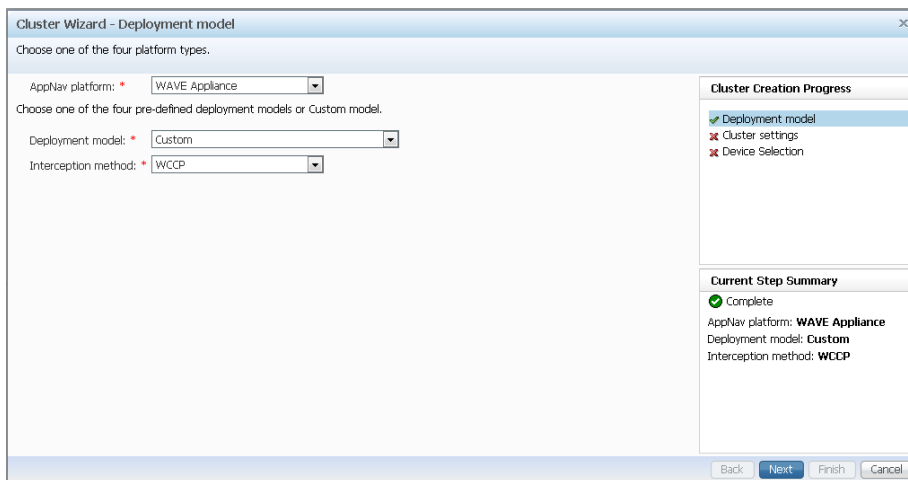 Cluster Wizard - Deployment model
Choose one of the four platform types.
AppNav platform: * WAVE Appliance
Choose one of the four pre-defined deployment models or Custom model.
Deployment model: * Custom
Interception method: * WCCP
Cluster Creation Progress
Deployment model
Cluster settings
Device Selection
Current Step Summary
Complete
AppNav platform: WAVE Appliance
Deployment model: Custom
Interception method: WCCP
Back Next Finish Cancel